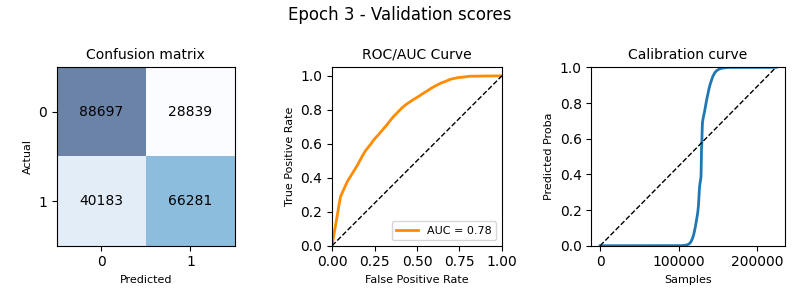 Epoch 3 - Validation scores
Confusion matrix
Actual
0
1
88697 28839
40183 66281
0 1
Predicted
ROC/AUC Curve
True Positive Rate
1.0
0.8
0.6
0.4
0.2
0.0
AUC = 0.78
0.00 0.25 0.50 0.75 1.00
False Positive Rate
Calibration curve
Predicted Proba
1.0
0.8
0.6
0.4
0.2
0.0
0 100000 200000
Samples